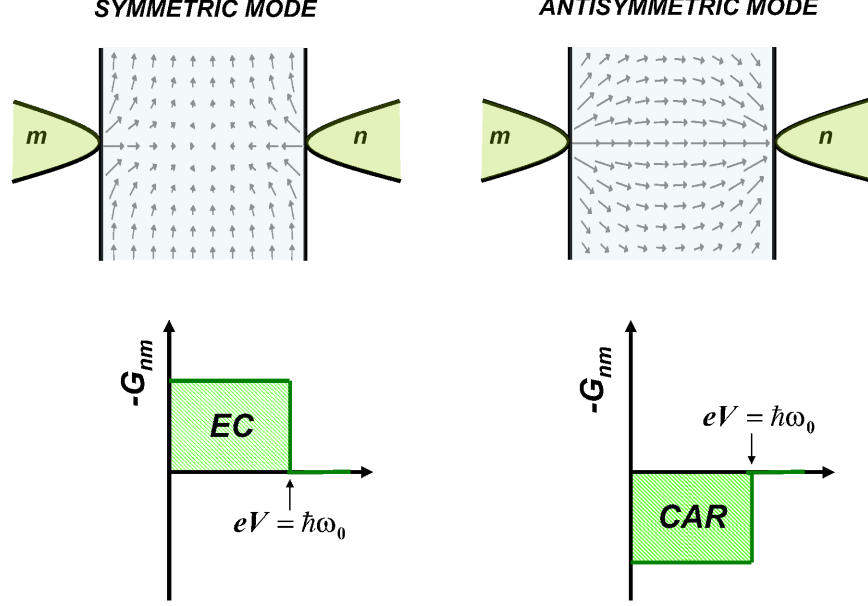 SYMMETRIC MODE
ANTISYMMETRIC MODE
m
n
m
n
-Gnm
EC
eV = ħω0
-Gnm
eV = ħω0
CAR